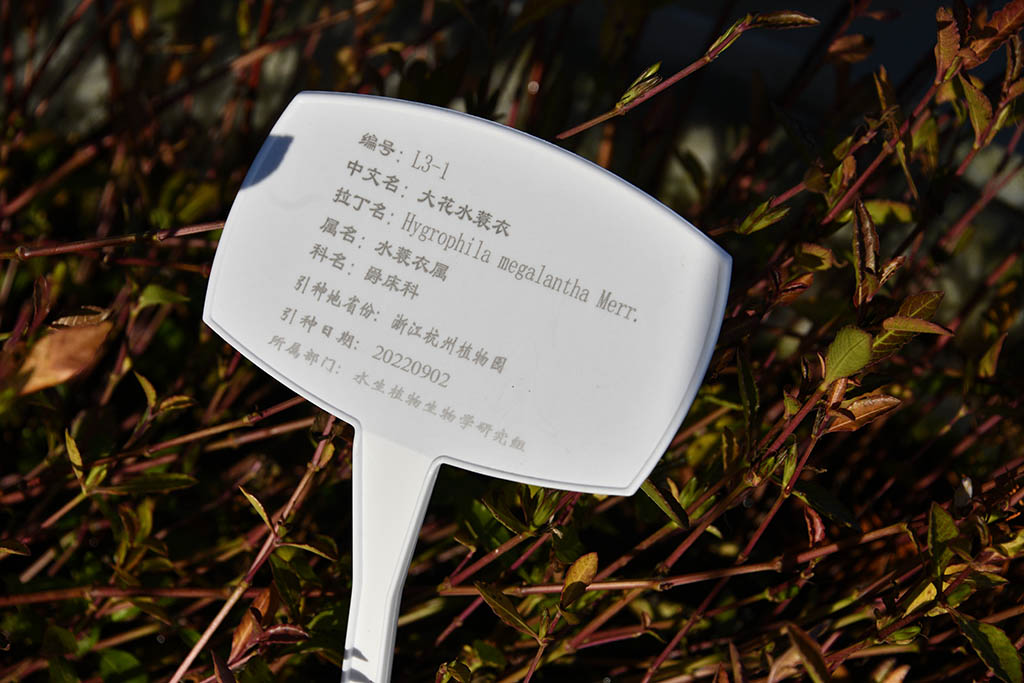 编号：L3-1
中文名：大花水蓑衣
拉丁名：Hygrophila megalantha Merr.
属名：水蓑衣属
科名：爵床科
引种地省份：浙江杭州植物园
引种日期：20220902
所属部门：水生植物生物学研究组